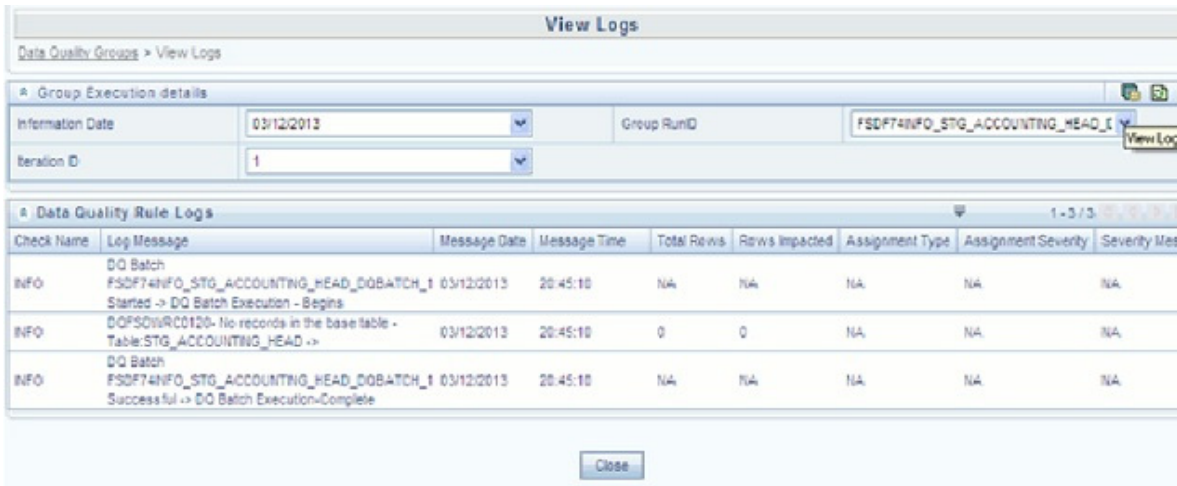 View Logs
Data Quality Groups > View Logs
Group Execution details
Information Date 03/12/2013 Group RunID FSDF74INFO_STG_ACCOUNTING_HEAD_D
View Log
Iteration ID 1
Data Quality Rule Logs 1 - 3 / 3
Check Name Log Message Message Date Message Time Total Rows Rows Impacted Assignment Type Assignment Severity Severity Mes
DQ Batch
INFO FSDF74INFO_STG_ACCOUNTING_HEAD_DQBATCH_1 03/12/2013 20:45:10 NA NA NA NA NA
Started -> DQ Batch Execution - Begins
DQFSDWRC0120- No records in the base table -
INFO 03/12/2013 20:45:10 0 0 NA NA NA
Table:STG_ACCOUNTING_HEAD ->
DQ Batch
INFO FSDF74INFO_STG_ACCOUNTING_HEAD_DQBATCH_1 03/12/2013 20:45:10 NA NA NA NA NA
Successful -> DQ Batch Execution-Complete
Close